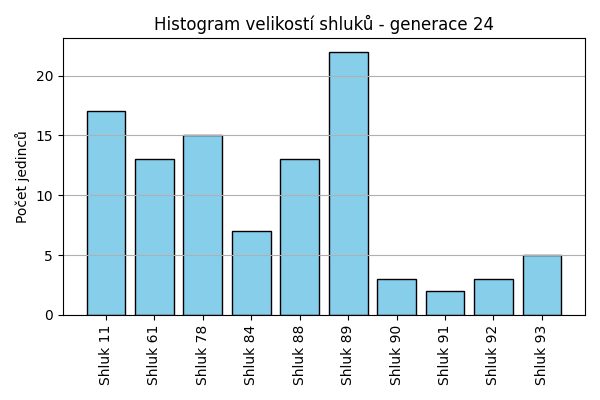 Histogram velikostí shluků - generace 24
Počet jedinců
20
15
10
5
0
Shluk 11
Shluk 61
Shluk 78
Shluk 84
Shluk 88
Shluk 89
Shluk 90
Shluk 91
Shluk 92
Shluk 93